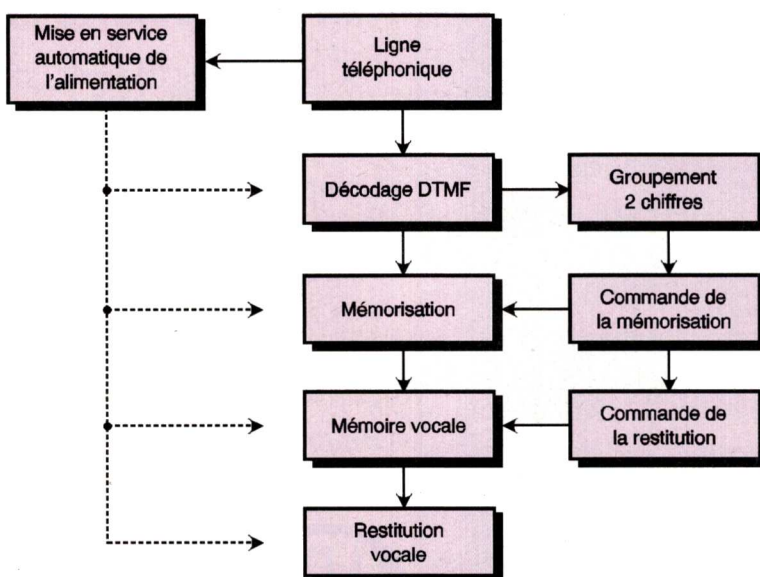 Mise en service
automatique de
l'alimentation
Ligne
téléphonique
Décodage DTMF
Groupement
2 chiffres
Mémorisation
Commande de
la mémorisation
Mémoire vocale
Commande de
la restitution
Restitution
vocale